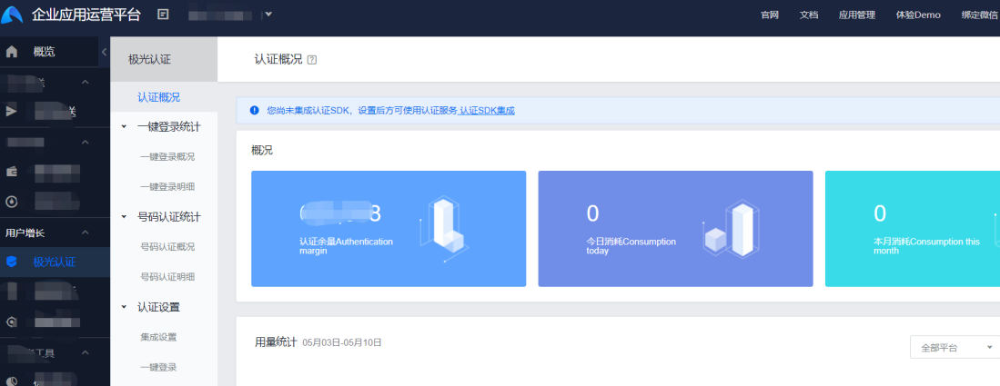 企业应用运营平台
官网
文档
应用管理
体验Demo
绑定微信
概览
送
用户增长
极光认证
工具
极光认证
认证概况
一键登录统计
一键登录概况
一键登录明细
号码认证统计
号码认证概况
号码认证明细
认证设置
集成设置
一键登录
认证概况 ?
您尚未集成认证SDK，设置后方可使用认证服务 认证SDK集成
概况
3
认证余量Authentication
margin
0
今日消耗Consumption
today
0
本月消耗Consumption this
month
用量统计 05月03日-05月10日
全部平台